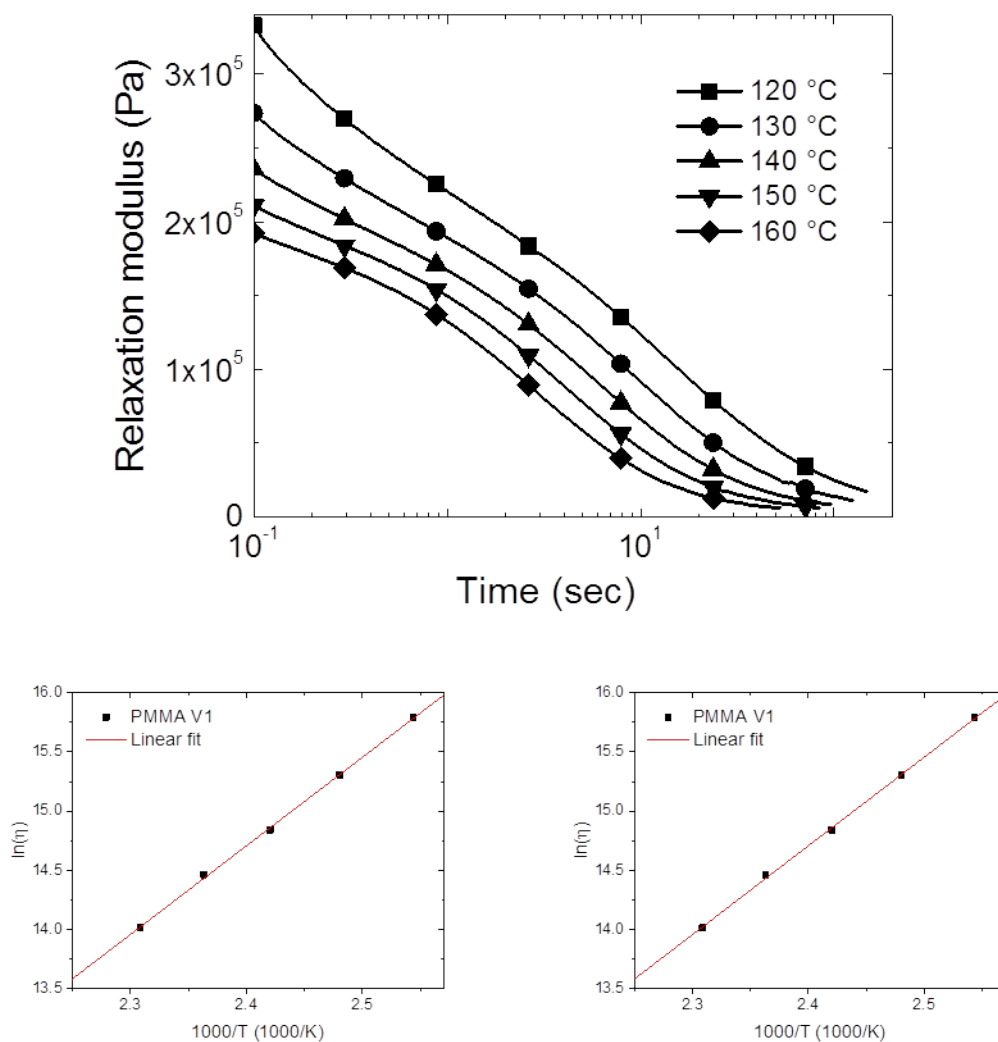 Relaxation modulus (Pa)
3x10^5
2x10^5
1x10^5
0
120 °C
130 °C
140 °C
150 °C
160 °C
10^-1
10^1
Time (sec)
16.0
15.5
15.0
14.5
14.0
13.5
ln(η)
PMMA V1
Linear fit
2.3
2.4
2.5
1000/T (1000/K)
16.0
15.5
15.0
14.5
14.0
13.5
ln(η)
PMMA V1
Linear fit
2.3
2.4
2.5
1000/T (1000/K)